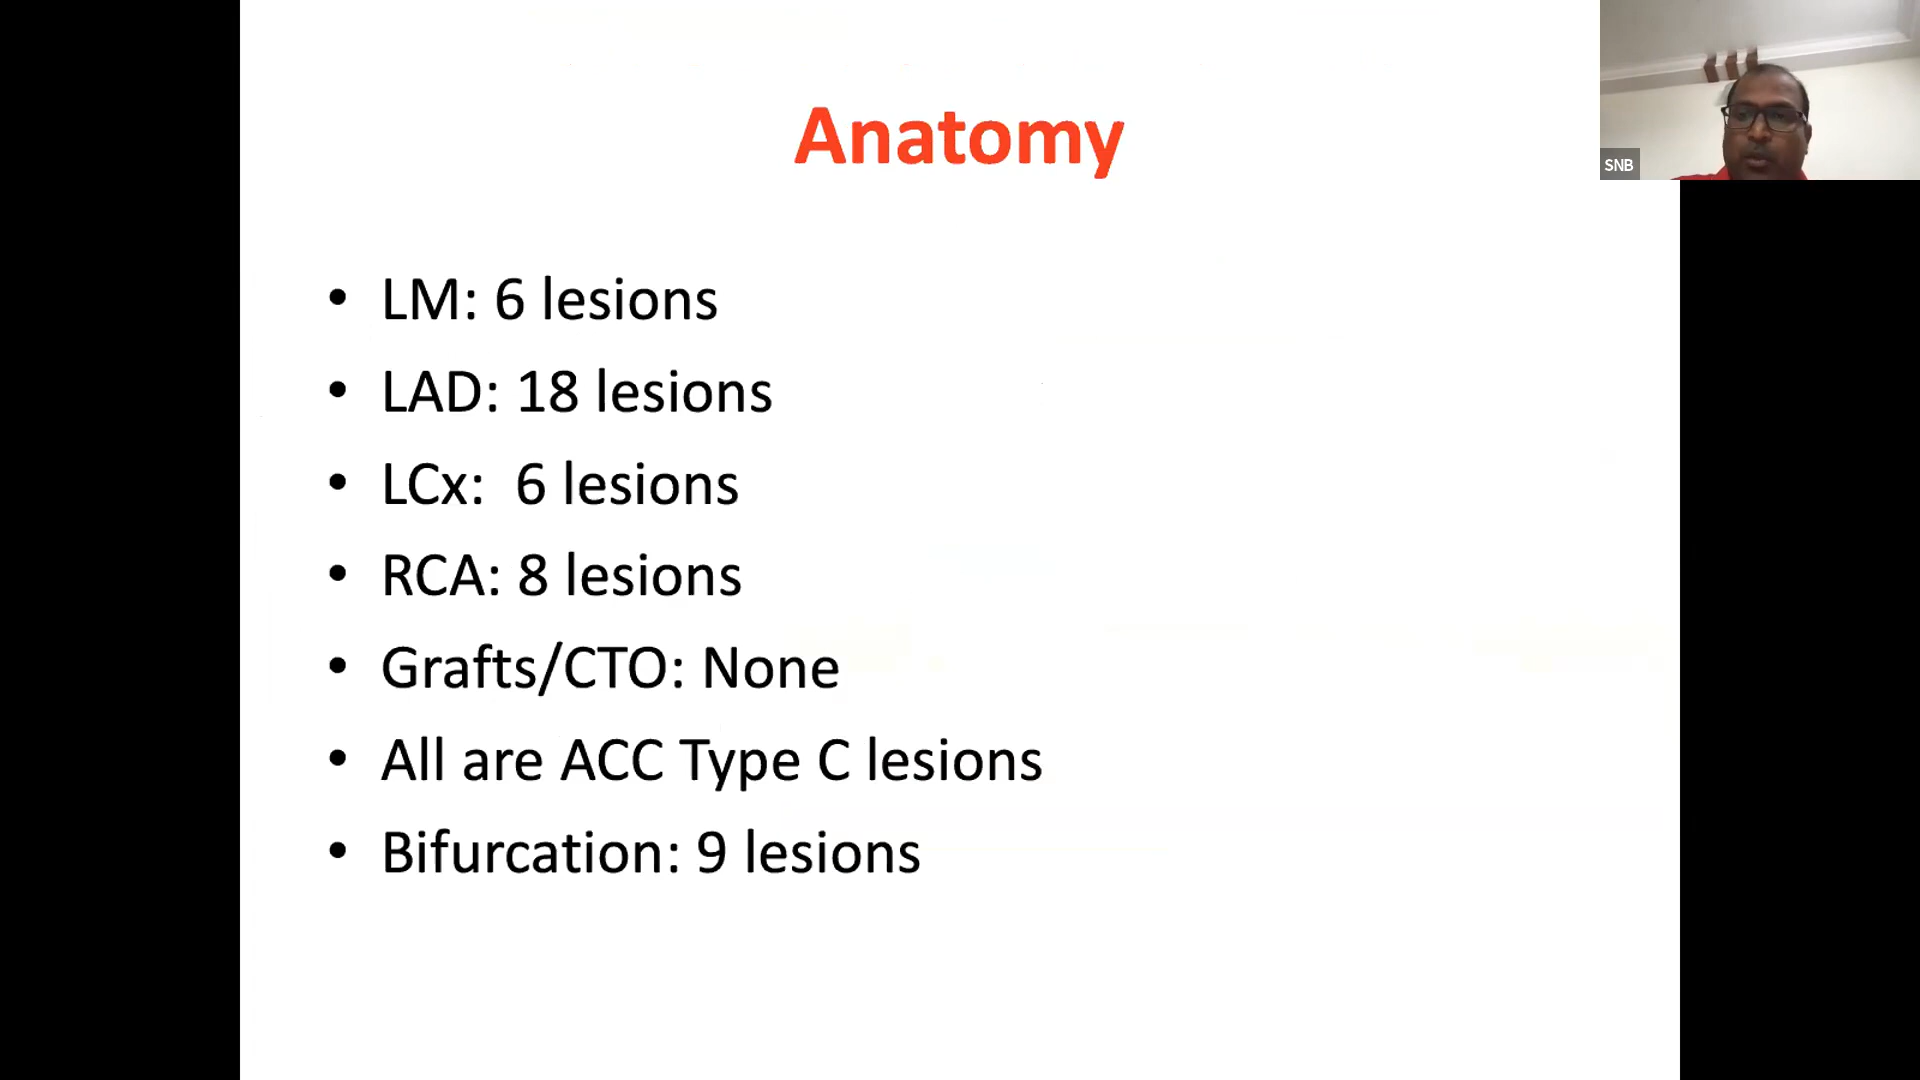 Anatomy
SNB
• LM: 6 lesions
• LAD: 18 lesions
• LCx:  6 lesions
• RCA: 8 lesions
• Grafts/CTO: None
• All are ACC Type C lesions
• Bifurcation: 9 lesions